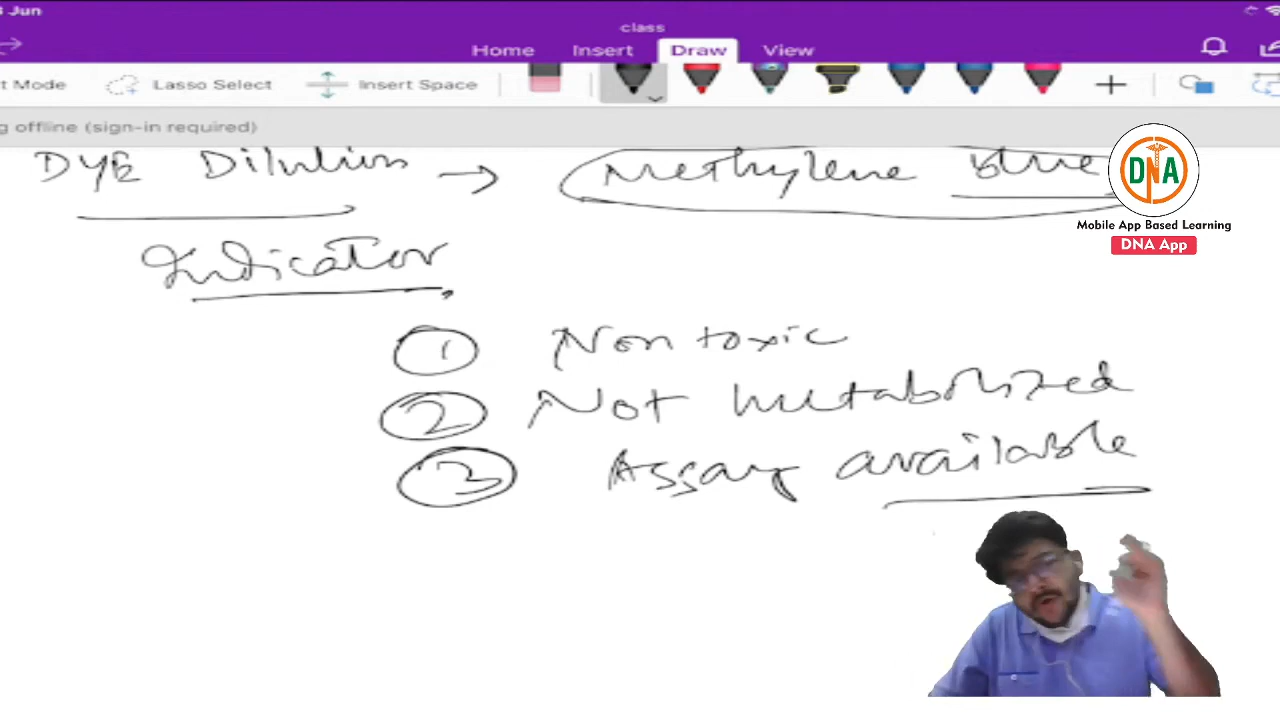 3 Jun
class
Home Insert Draw View
t Mode Lasso Select Insert Space
g offline (sign-in required)
DYE Dilution → Methylene Blue
Indicator
1 Non toxic
2 Not metabolized
3 Assay available
DNA
Mobile App Based Learning
DNA App